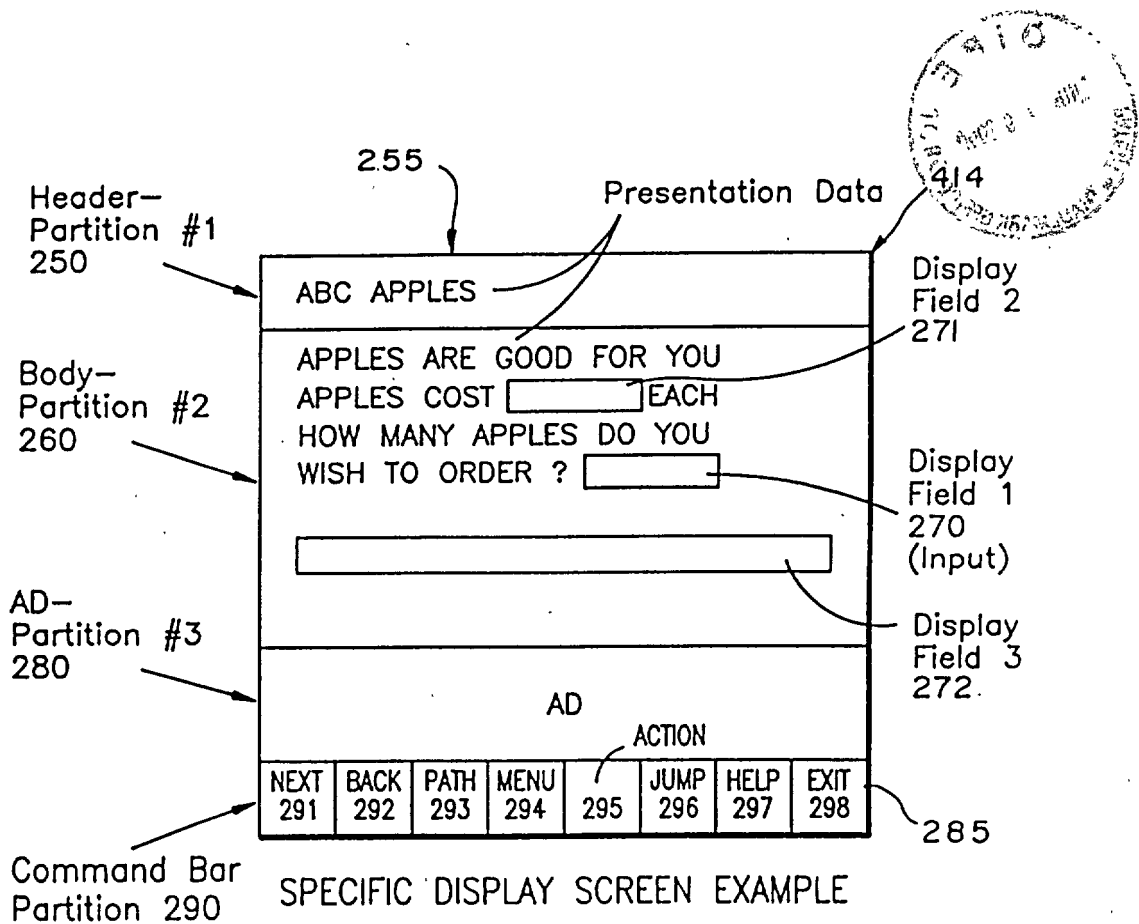 255
414
Header-
Partition #1
250
Presentation Data
ABC APPLES
Display
Field 2
271
Body-
Partition #2
260
APPLES ARE GOOD FOR YOU
APPLES COST EACH
HOW MANY APPLES DO YOU
WISH TO ORDER ?
Display
Field 1
270
(Input)
AD-
Partition #3
280
Display
Field 3
272.
AD
ACTION
NEXT BACK PATH MENU JUMP HELP EXIT
291 292 293 294 295 296 297 298
285
Command Bar
Partition 290
SPECIFIC DISPLAY SCREEN EXAMPLE